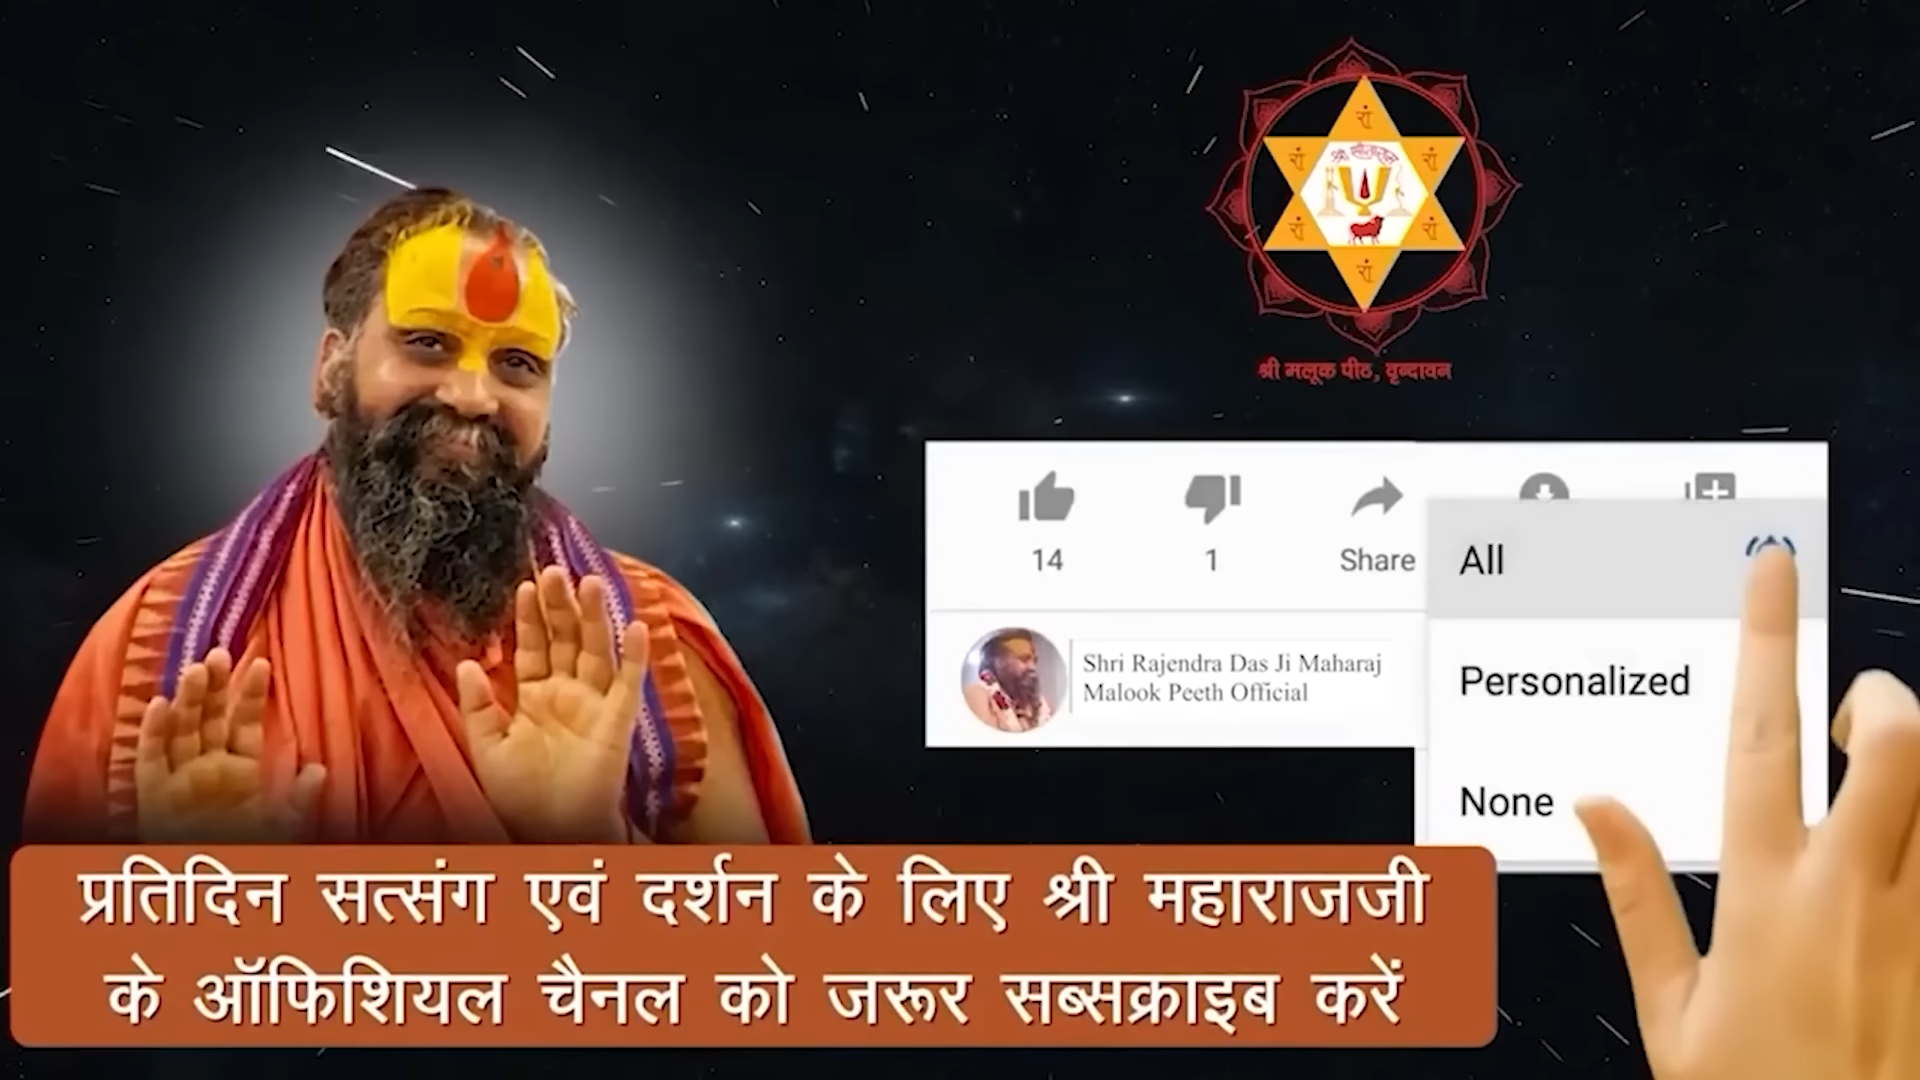 रां
रां
रां
श्री सीताराम
रां
रां
रां
श्री मलूक पीठ, वृन्दावन
14
1
Share
All
Personalized
None
Shri Rajendra Das Ji Maharaj
Malook Peeth Official
प्रतिदिन सत्संग एवं दर्शन के लिए श्री महाराजजी
के ऑफिशियल चैनल को जरूर सब्सक्राइब करें